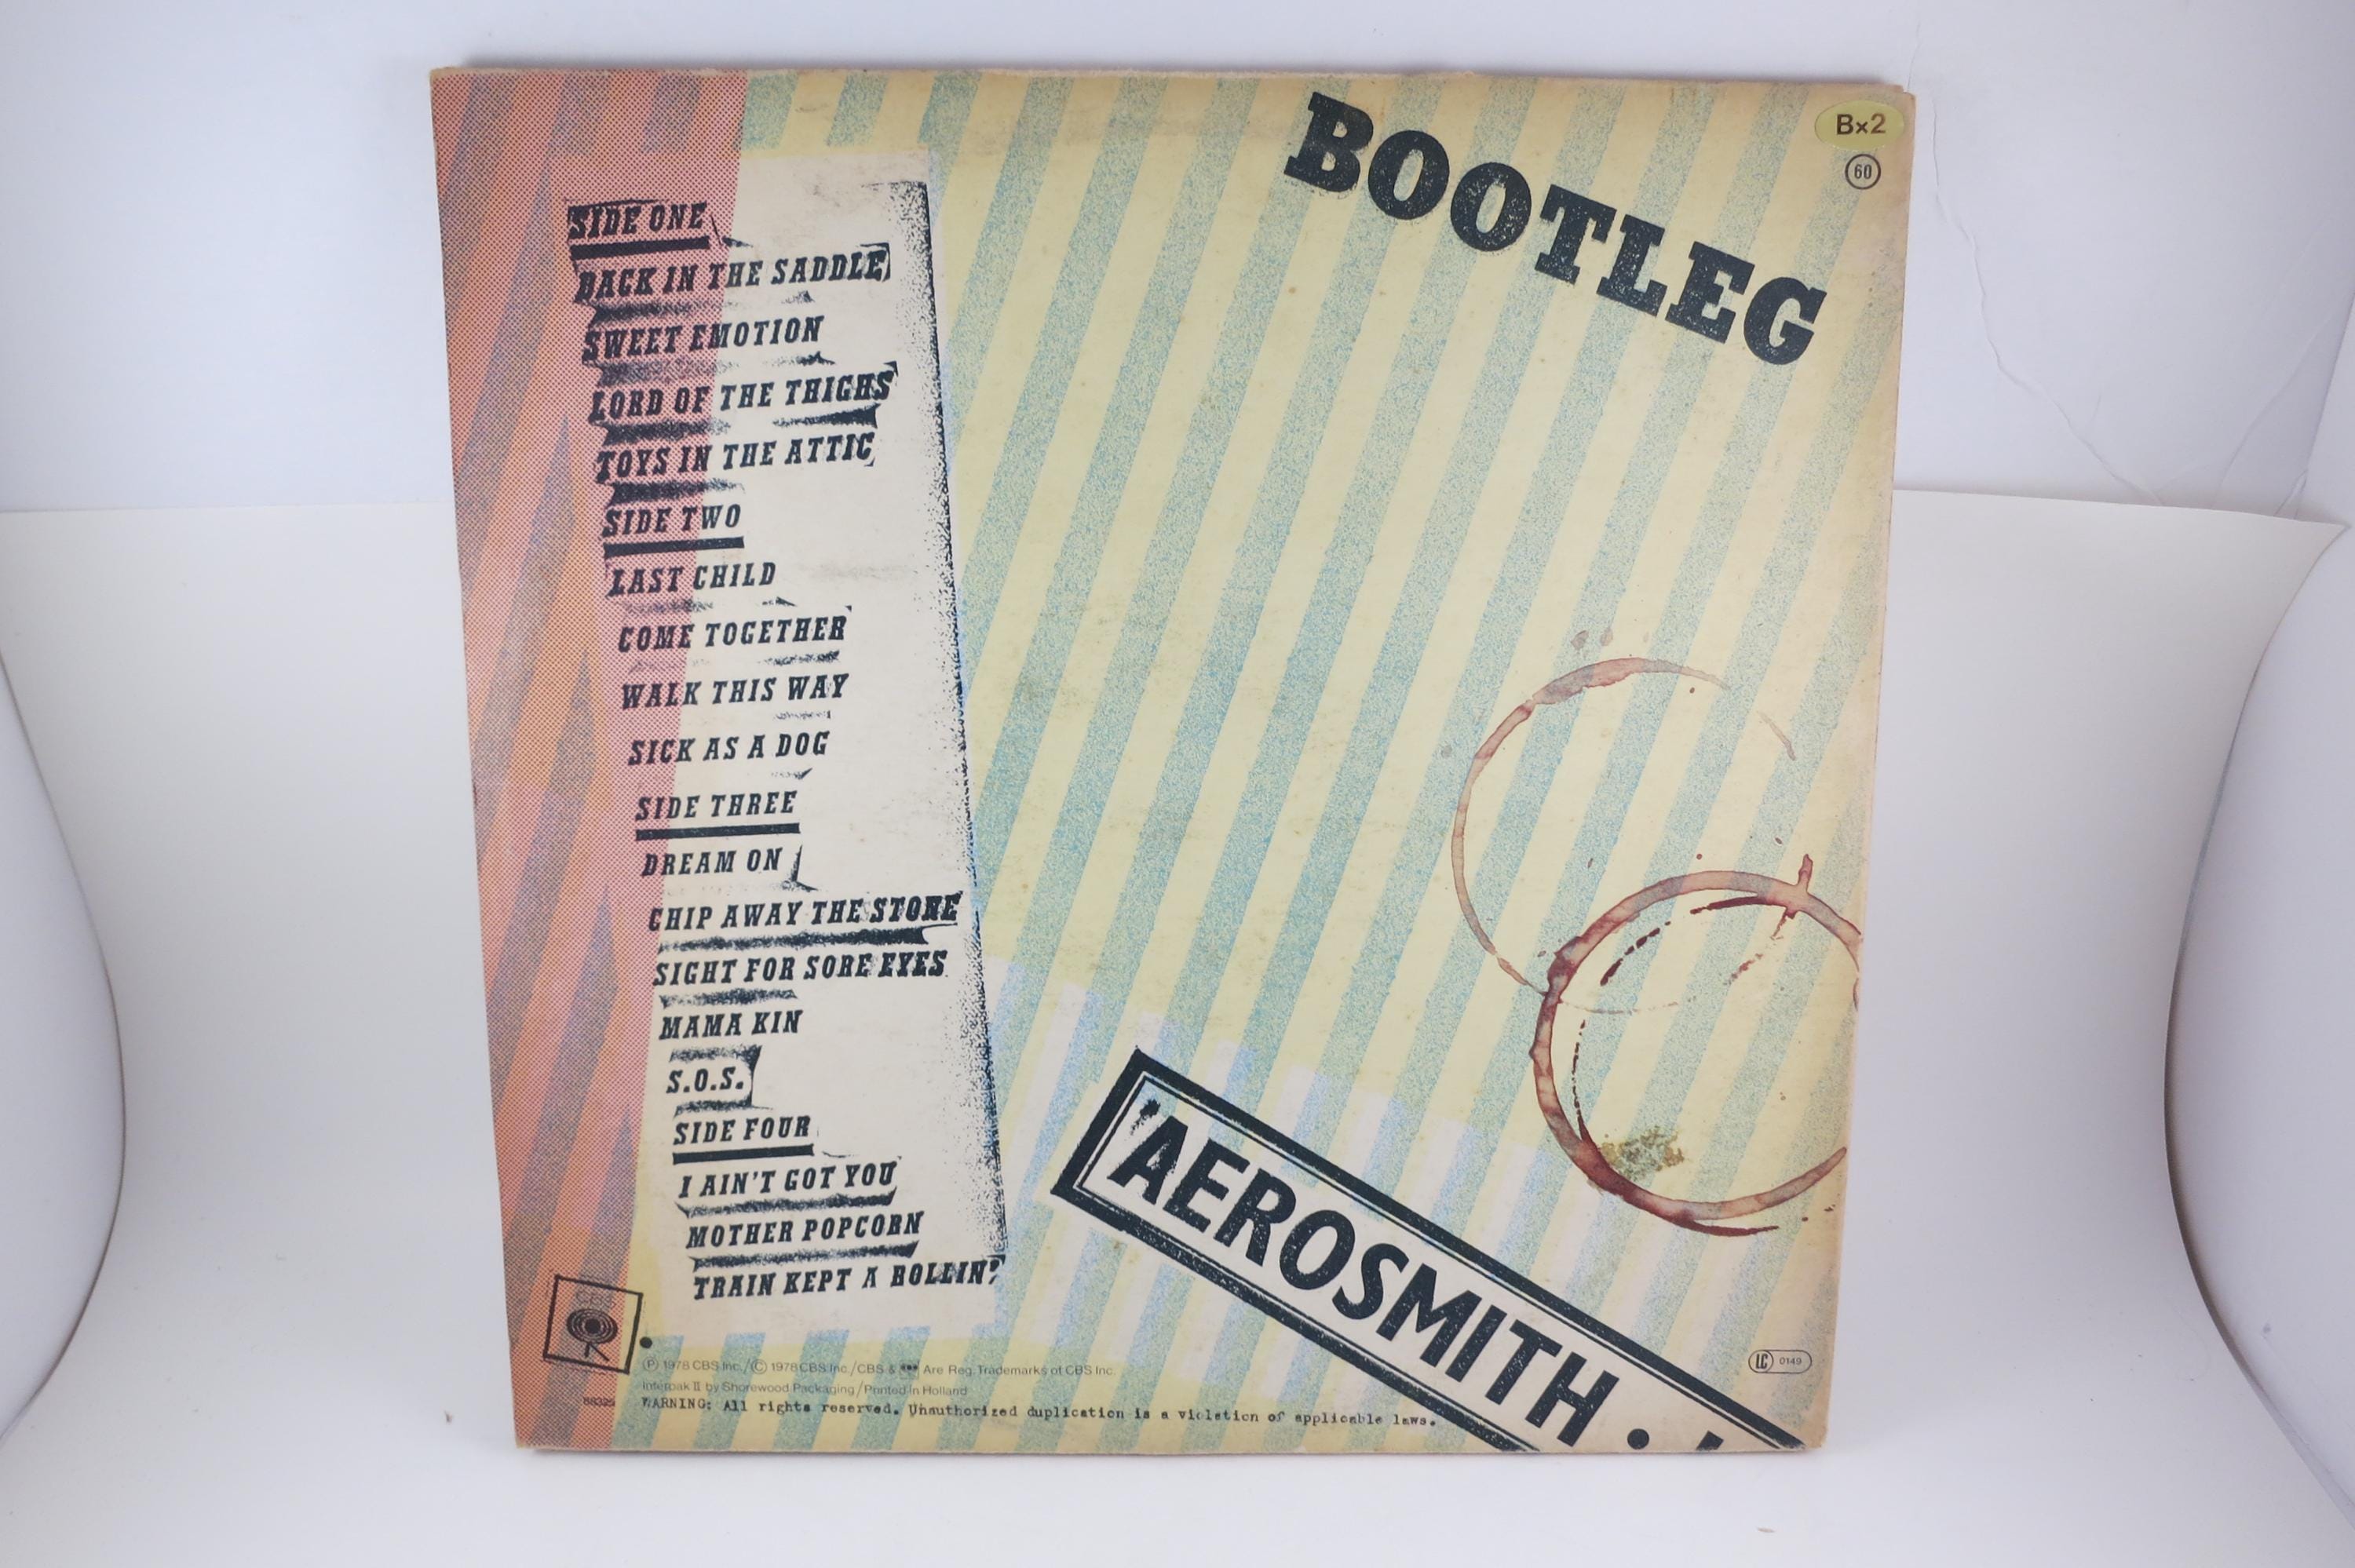 BOOTLEG
Bx2
60
SIDE ONE
BACK IN THE SADDLE
SWEET EMOTION
LORD OF THE THIGHS
TOYS IN THE ATTIC
SIDE TWO
LAST CHILD
COME TOGETHER
WALK THIS WAY
SICK AS A DOG
SIDE THREE
DREAM ON
CHIP AWAY THE STONE
SIGHT FOR SORE EYES
MAMA KIN
S.O.S.
SIDE FOUR
I AIN'T GOT YOU
MOTHER POPCORN
TRAIN KEPT A ROLLIN'
AEROSMITH •
LC 0149
Ⓟ 1978 CBS Inc./Ⓒ 1978 CBS Inc./CBS & Are Reg. Trademarks of CBS Inc.
Interpak II by Shorewood Packaging/Printed in Holland
88325
WARNING: All rights reserved. Unauthorized duplication is a violation of applicable laws.